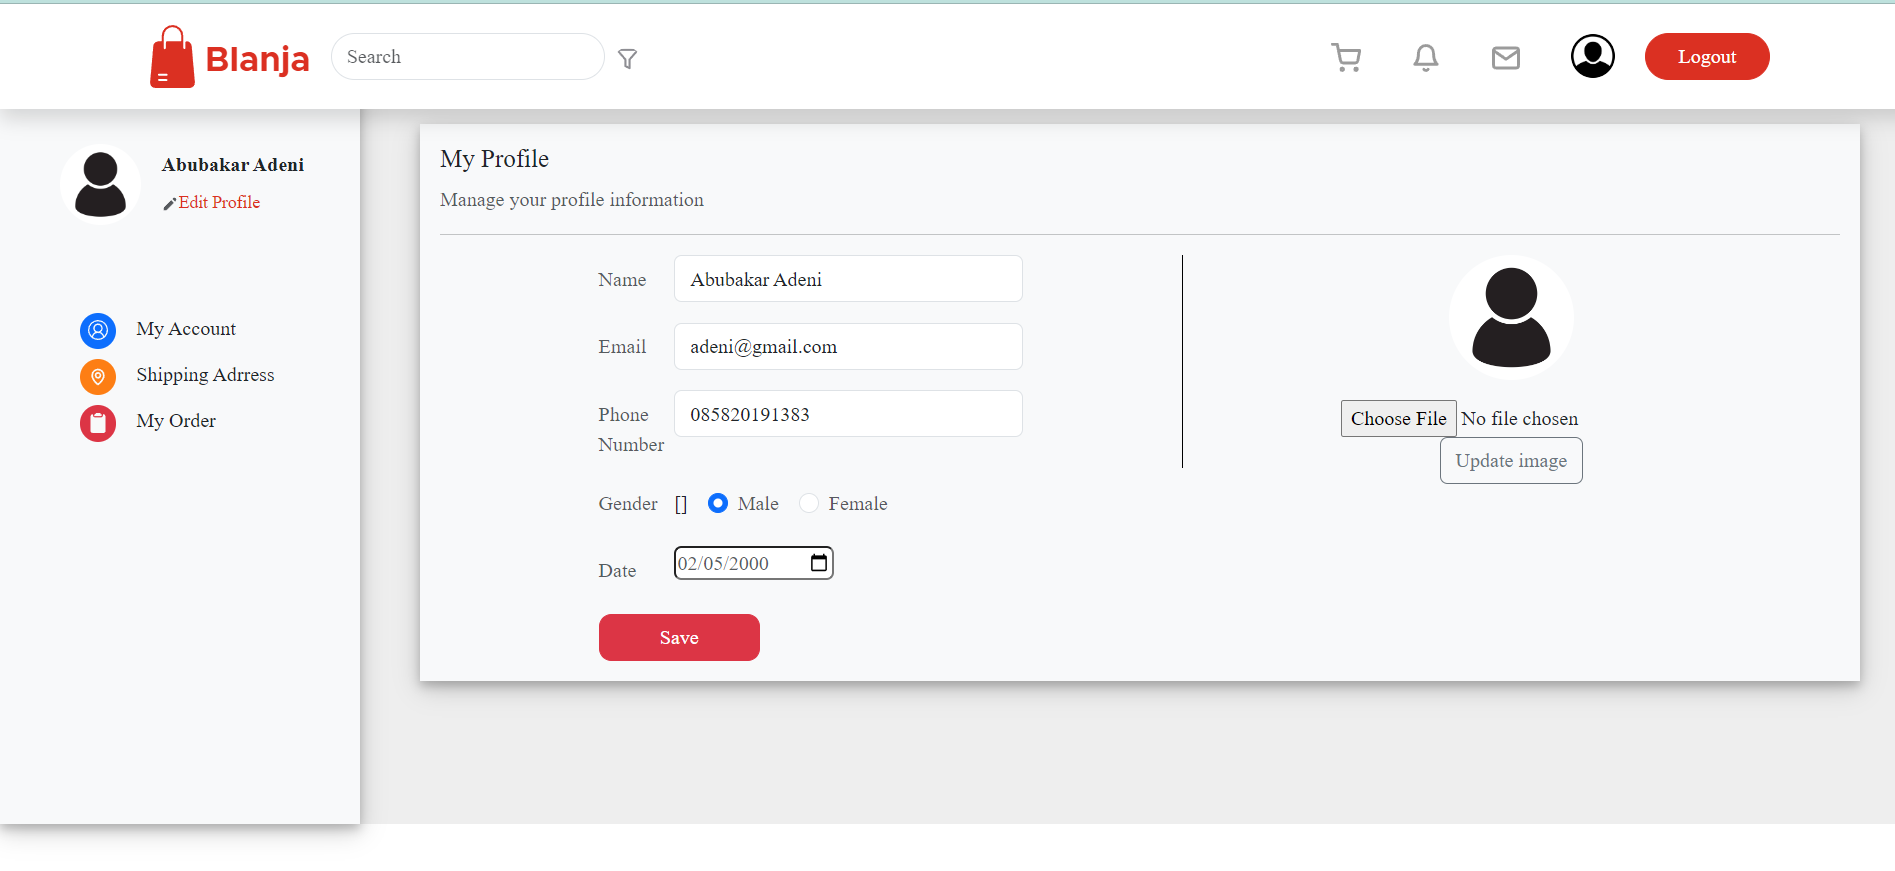 Blanja
Search
Logout
Abubakar Adeni
Edit Profile
My Account
Shipping Adrress
My Order
My Profile
Manage your profile information
Name Abubakar Adeni
Email adeni@gmail.com
Phone Number 085820191383
Gender [] Male Female
Date 02/05/2000
Save
Choose File No file chosen
Update image